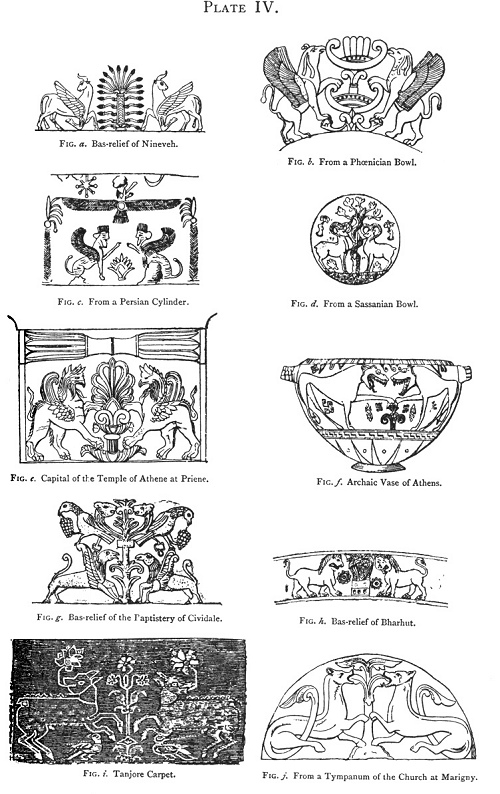 PLATE IV.
FIG. a. Bas-relief of Nineveh.
FIG. b. From a Phœnician Bowl.
FIG. c. From a Persian Cylinder.
FIG. d. From a Sassanian Bowl.
FIG. e. Capital of the Temple of Athene at Priene.
FIG. f. Archaic Vase of Athens.
FIG. g. Bas-relief of the Baptistery of Cividale.
FIG. h. Bas-relief of Bharhut.
FIG. i. Tanjore Carpet.
FIG. j. From a Tympanum of the Church at Marigny.